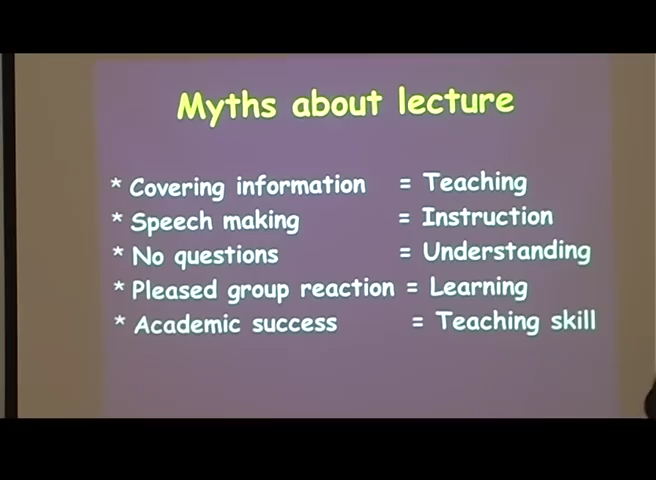 Myths about lecture
* Covering information = Teaching
* Speech making = Instruction
* No questions = Understanding
* Pleased group reaction = Learning
* Academic success = Teaching skill